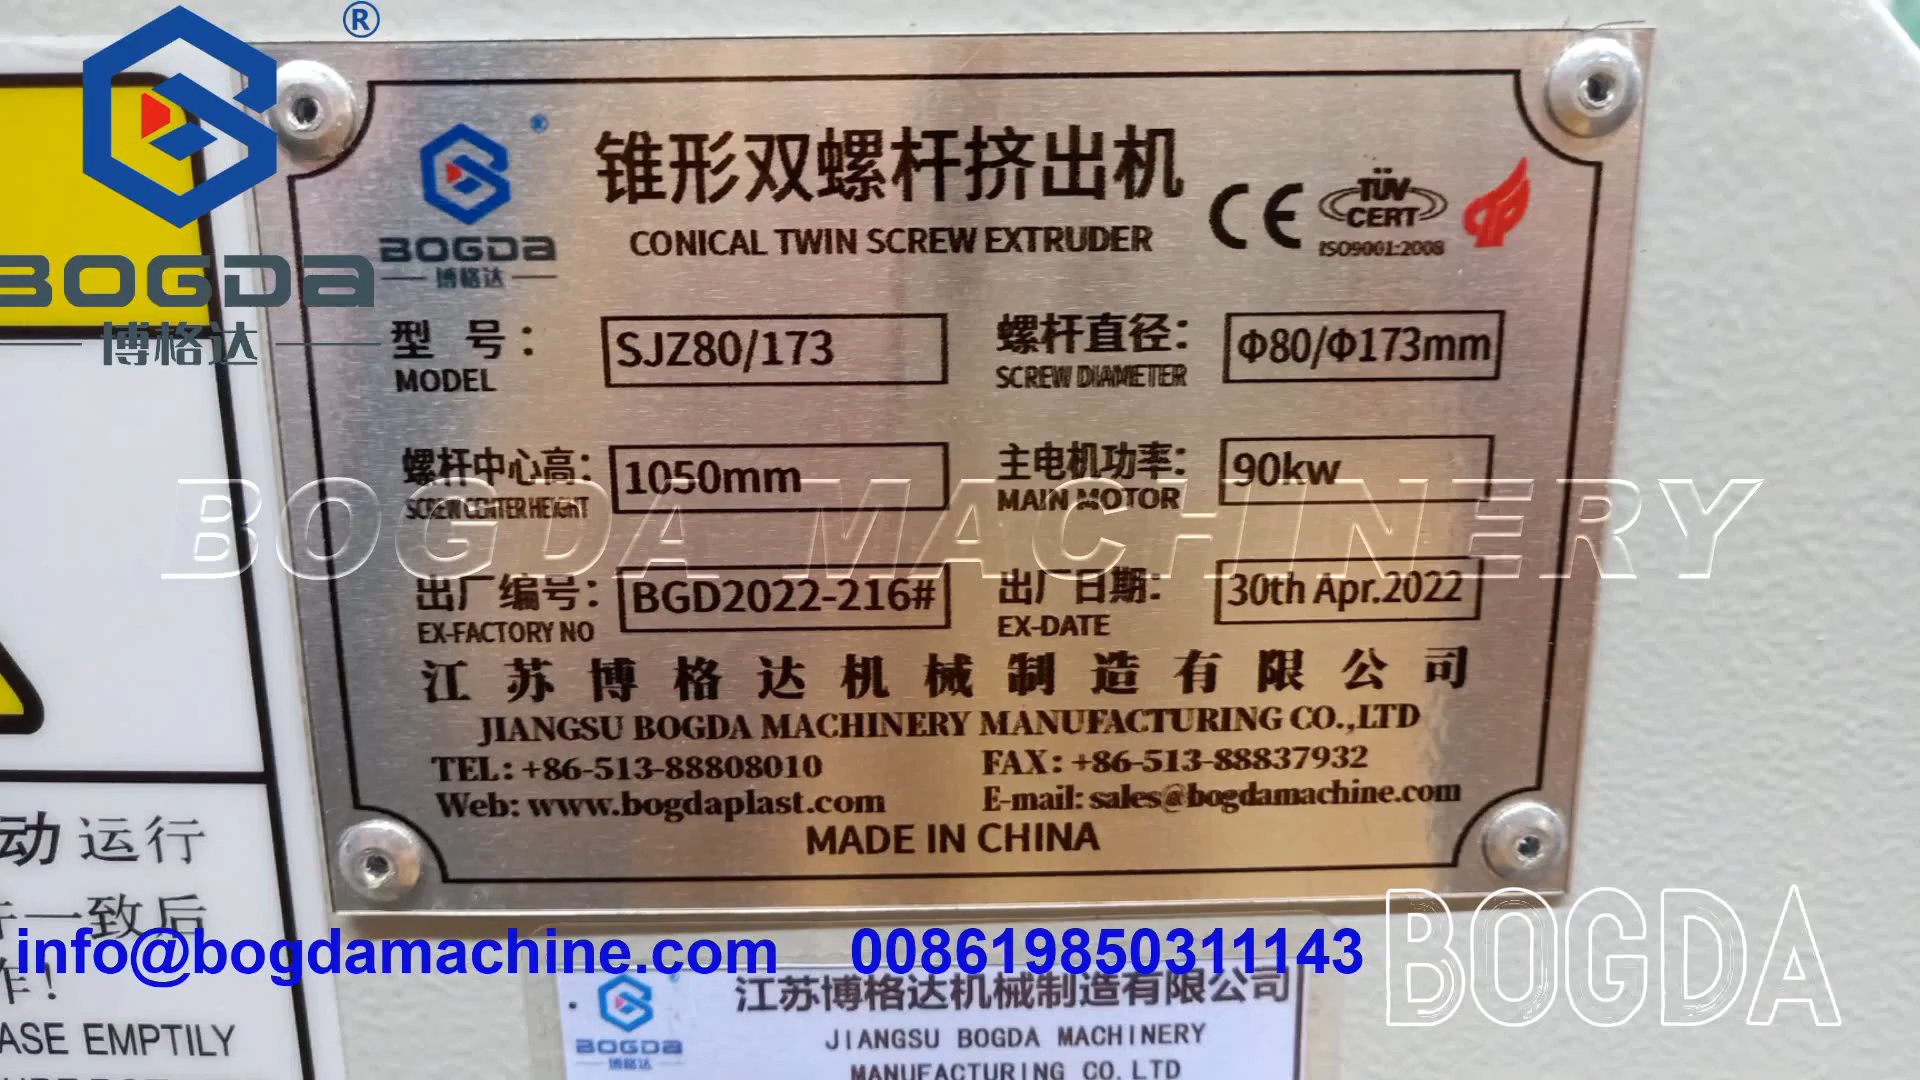 ®
BOGDA
博格达
®
BOGDA
博格达
锥形双螺杆挤出机
CONICAL TWIN SCREW EXTRUDER
CE
TÜV
CERT
ISO9001:2008
型 号：
MODEL
SJZ80/173
螺杆直径：
SCREW DIAMETER
Φ80/Φ173mm
螺杆中心高：
SCREW CENTER HEIGHT
1050mm
主电机功率：
MAIN MOTOR
90kw
BOGDA MACHINERY
出厂编号：
EX-FACTORY NO
BGD2022-216#
出厂日期：
EX-DATE
30th Apr.2022
江苏博格达机械制造有限公司
JIANGSU BOGDA MACHINERY MANUFACTURING CO.,LTD
TEL: +86-513-88808010
FAX: +86-513-88837932
Web: www.bogdaplast.com
E-mail: sales@bogdamachine.com
MADE IN CHINA
动 运行
一致后
作!
ASE EMPTILY
info@bogdamachine.com
008619850311143
BOGDA
BOGDA
博格达
江苏博格达机械制造有限公司
JIANGSU BOGDA MACHINERY
MANUFACTURING CO.LTD